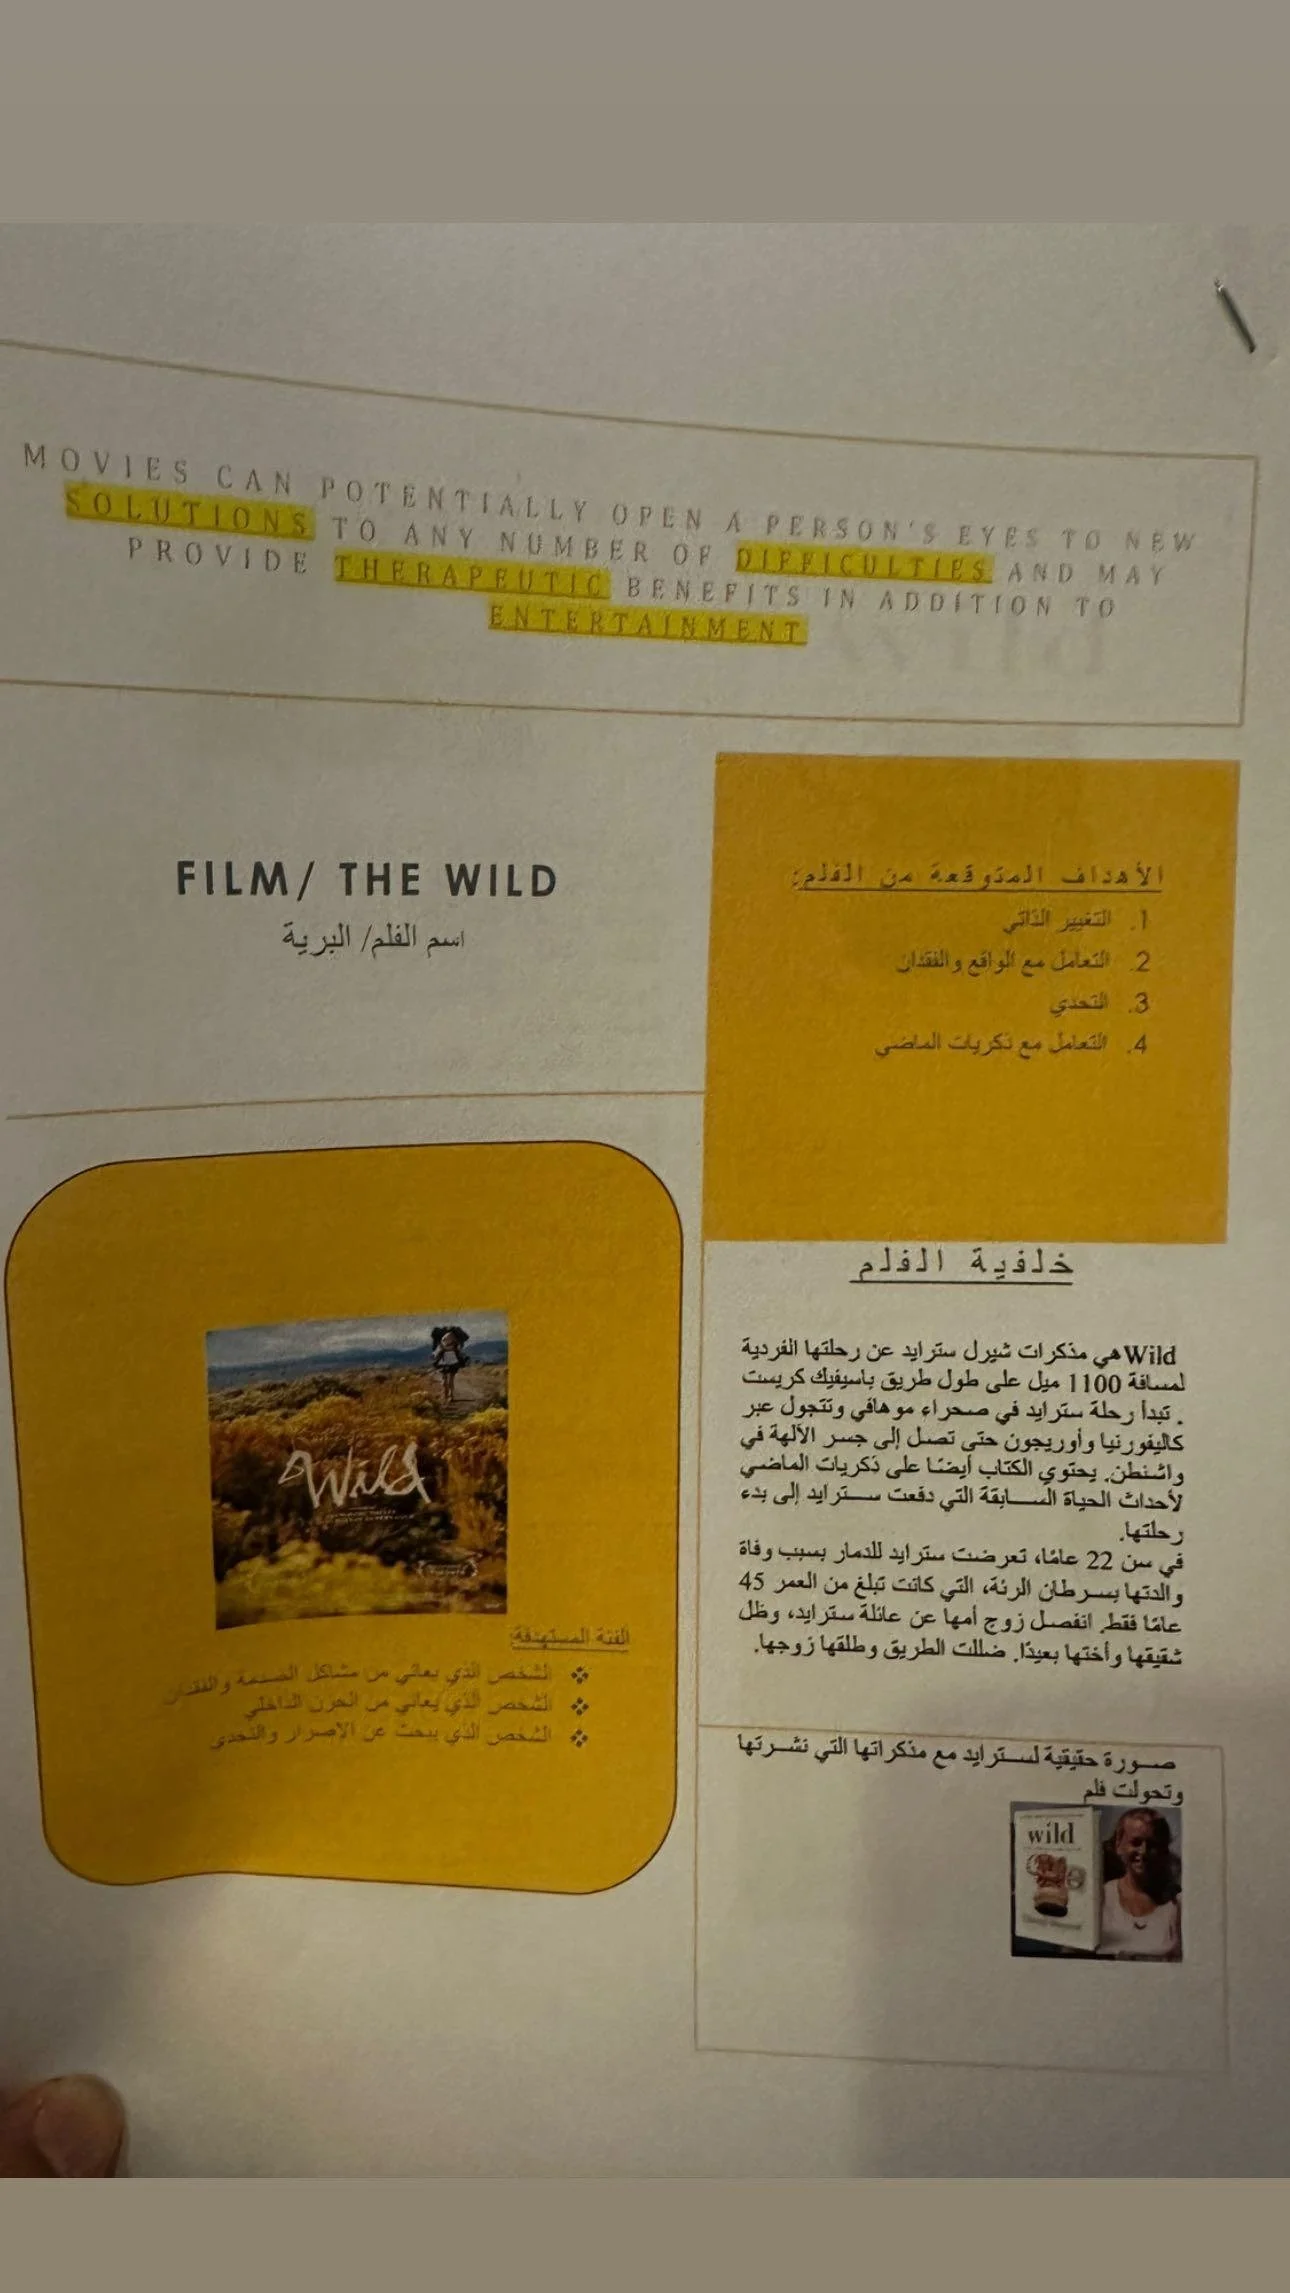 MOVIES CAN POTENTIALLY OPEN A PERSON'S EYES TO NEW
SOLUTIONS TO ANY NUMBER OF DIFFICULTIES AND MAY
PROVIDE THERAPEUTIC BENEFITS IN ADDITION TO
ENTERTAINMENT
Wild
FILM/ THE WILD
اسم الفلم/ البرية
الأهداف المتوقعة من الفلم:
1. التغيير الذاتي
2. التعامل مع الواقع والفقدان
3. التحدي
4. التعامل مع ذكريات الماضي
خلفية الفلم
Wild هي مذكرات شيرل سترايد عن رحلتها الفردية
لمسافة 1100 ميل على طول طريق باسيفيك كريست
. تبدأ رحلة سترايد في صحراء موهافي وتتجول عبر
كاليفورنيا وأوريجون حتى تصل إلى جسر الآلهة في
واشنطن. يحتوي الكتاب أيضًا على ذكريات الماضي
لأحداث الحياة السابقة التي دفعت سترايد إلى بدء
رحلتها.
في سن 22 عامًا، تعرضت سترايد للدمار بسبب وفاة
والدتها بسرطان الرئة، التي كانت تبلغ من العمر 45
عامًا فقط. انفصل زوج أمها عن عائلة سترايد، وظل
شقيقها وأختها بعيدًا. ضللت الطريق وطلقها زوجها.
Wild
الفئة المستهدفة:
الشخص الذي يعاني من مشاكل الصدمة والفقدان
الشخص الذي يعاني من الحزن الداخلي
الشخص الذي يبحث عن الاصرار والتحدي
صورة حقيقية لسترايد مع مذكراتها التي نشرتها
وتحولت فلم
wild